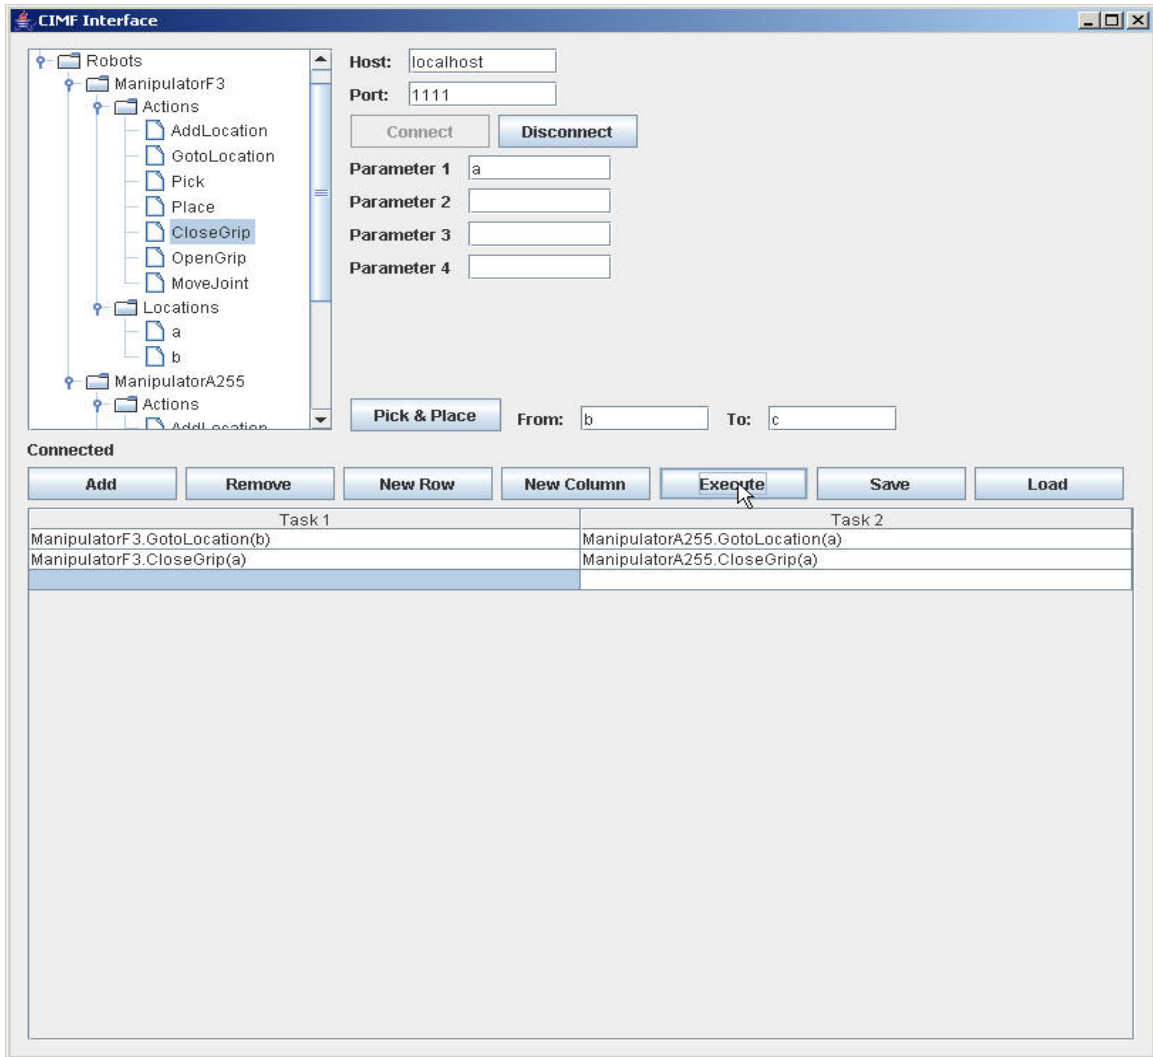 CIMF Interface
Robots
ManipulatorF3
Actions
AddLocation
GotoLocation
Pick
Place
CloseGrip
OpenGrip
MoveJoint
Locations
a
b
ManipulatorA255
Actions
AddLocation
Host: localhost
Port: 1111
Connect Disconnect
Parameter 1 a
Parameter 2
Parameter 3
Parameter 4
Pick & Place From: b To: c
Connected
Add Remove New Row New Column Execute Save Load
Task 1 Task 2
ManipulatorF3.GotoLocation(b) ManipulatorA255.GotoLocation(a)
ManipulatorF3.CloseGrip(a) ManipulatorA255.CloseGrip(a)